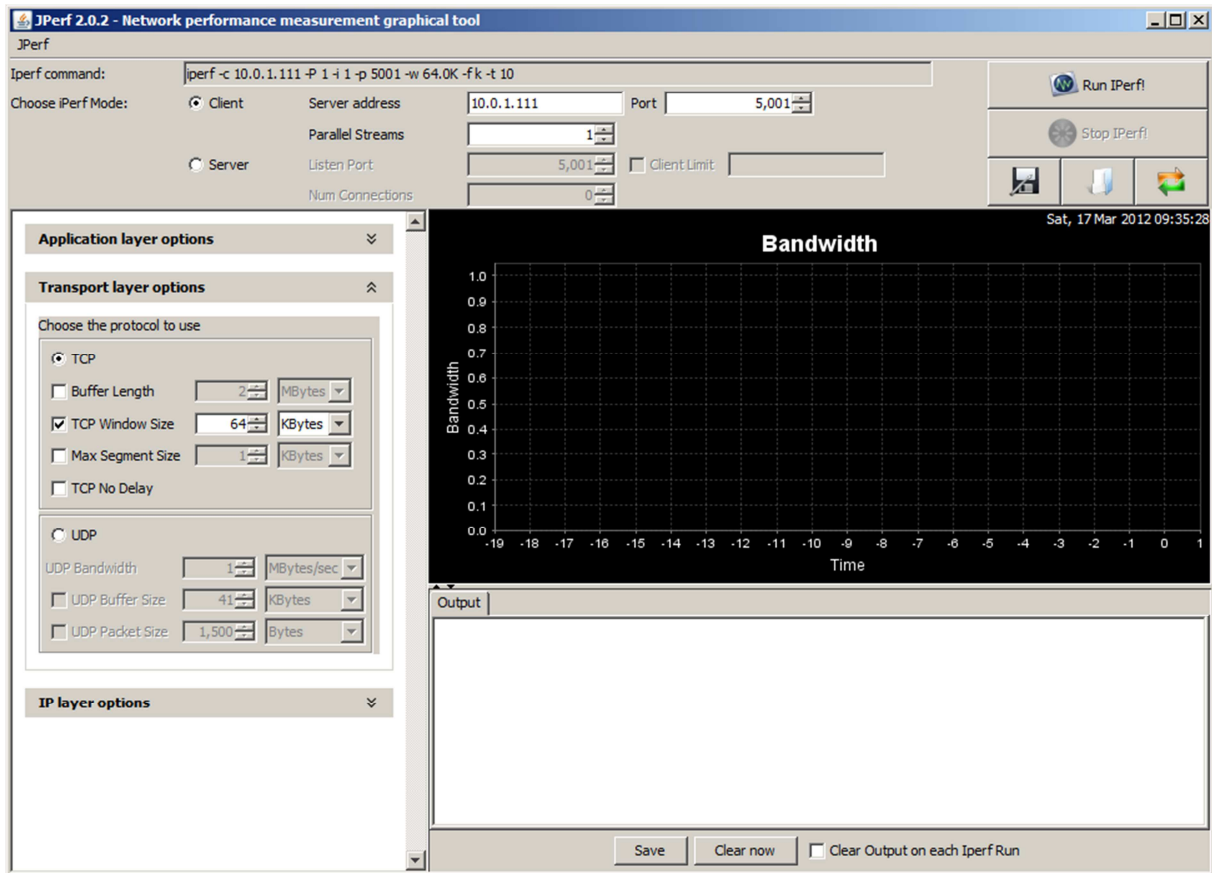 JPerf 2.0.2 - Network performance measurement graphical tool
JPerf
Iperf command: iperf -c 10.0.1.111 -P 1 -i 1 -p 5001 -w 64.0K -f k -t 10
Run IPerf!
Choose iPerf Mode: Client Server address 10.0.1.111 Port 5,001
Parallel Streams 1
Stop IPerf!
Server Listen Port 5,001 Client Limit
Num Connections 0
Application layer options
Transport layer options
Choose the protocol to use
TCP
Buffer Length 2 MBytes
TCP Window Size 64 KBytes
Max Segment Size 1 KBytes
TCP No Delay
UDP
UDP Bandwidth 1 MBytes/sec
UDP Buffer Size 41 KBytes
UDP Packet Size 1,500 Bytes
IP layer options
Sat, 17 Mar 2012 09:35:28
Bandwidth
Bandwidth
1.0
0.9
0.8
0.7
0.6
0.5
0.4
0.3
0.2
0.1
0.0
-19 -18 -17 -16 -15 -14 -13 -12 -11 -10 -9 -8 -7 -6 -5 -4 -3 -2 -1 0 1
Time
Output
Save Clear now Clear Output on each Iperf Run